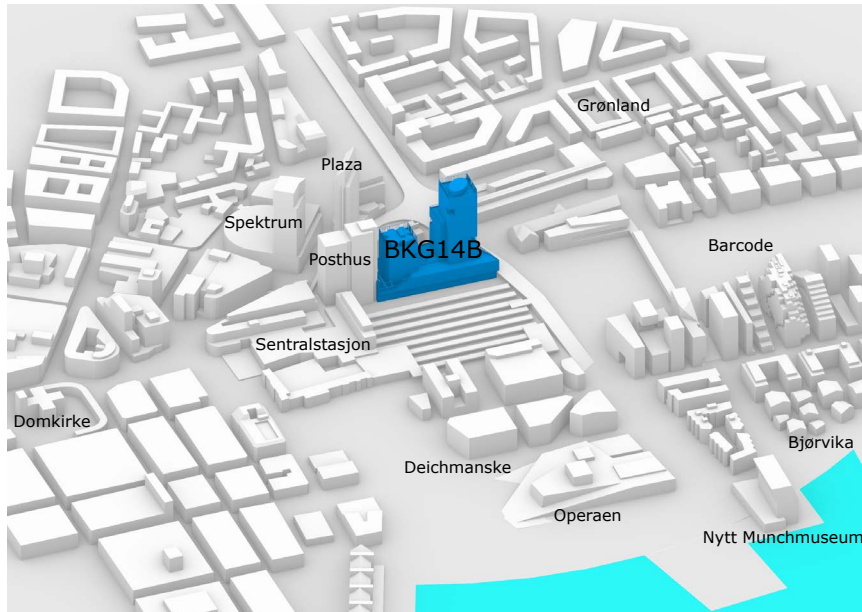 Grønland
Plaza
Spektrum
BKG14B
Barcode
Posthus
Sentralstasjon
Domkirke
Bjørvika
Deichmanske
Operaen
Nytt Munchmuseum